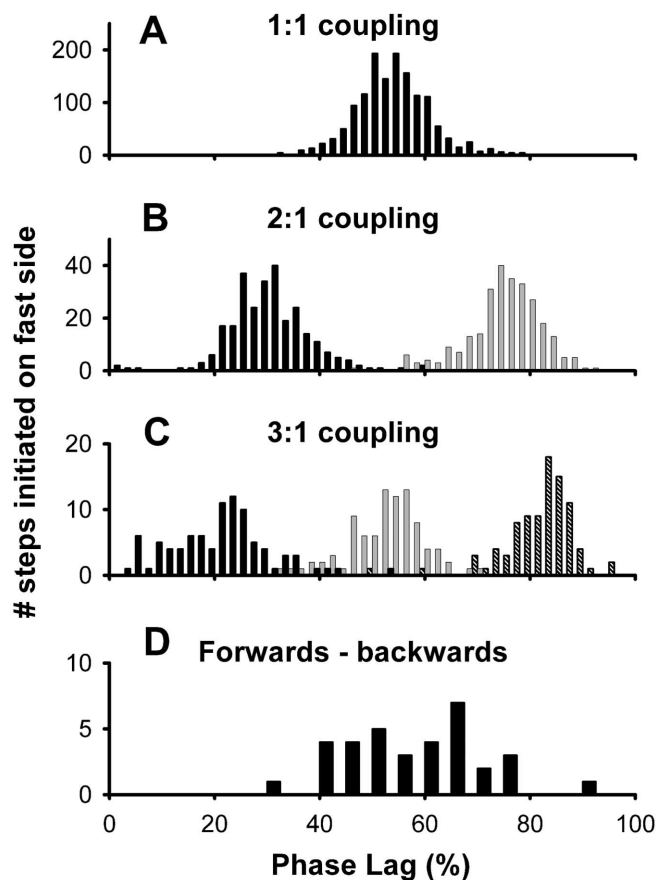 A
1:1 coupling
200
100
0
B
2:1 coupling
40
20
0
C
3:1 coupling
20
10
0
D
Forwards - backwards
10
5
0
0 20 40 60 80 100
Phase Lag (%)
# steps initiated on fast side